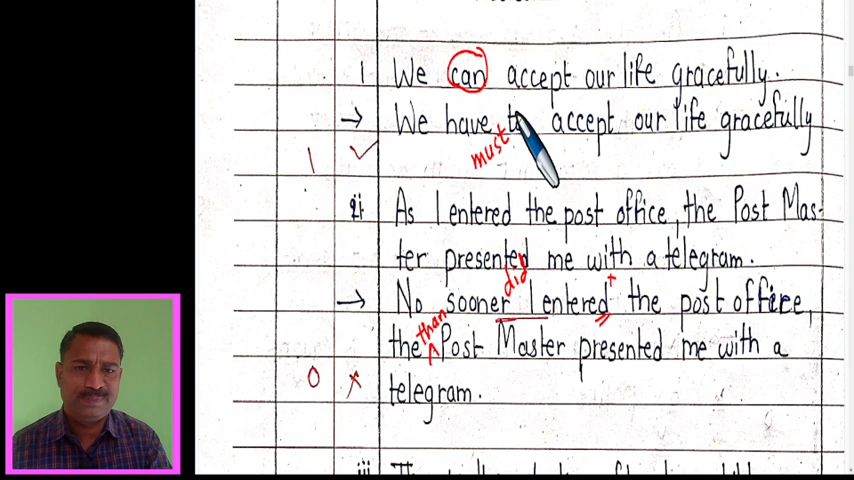 1 We can accept our life gracefully.
→ We have to accept our life gracefully
1 ✓ must
ii As I entered the post office, the Post Mas-
ter presented me with a telegram.
did
→ No sooner I entered the post office,
than
the Post Master presented me with a
0 × telegram.
iii